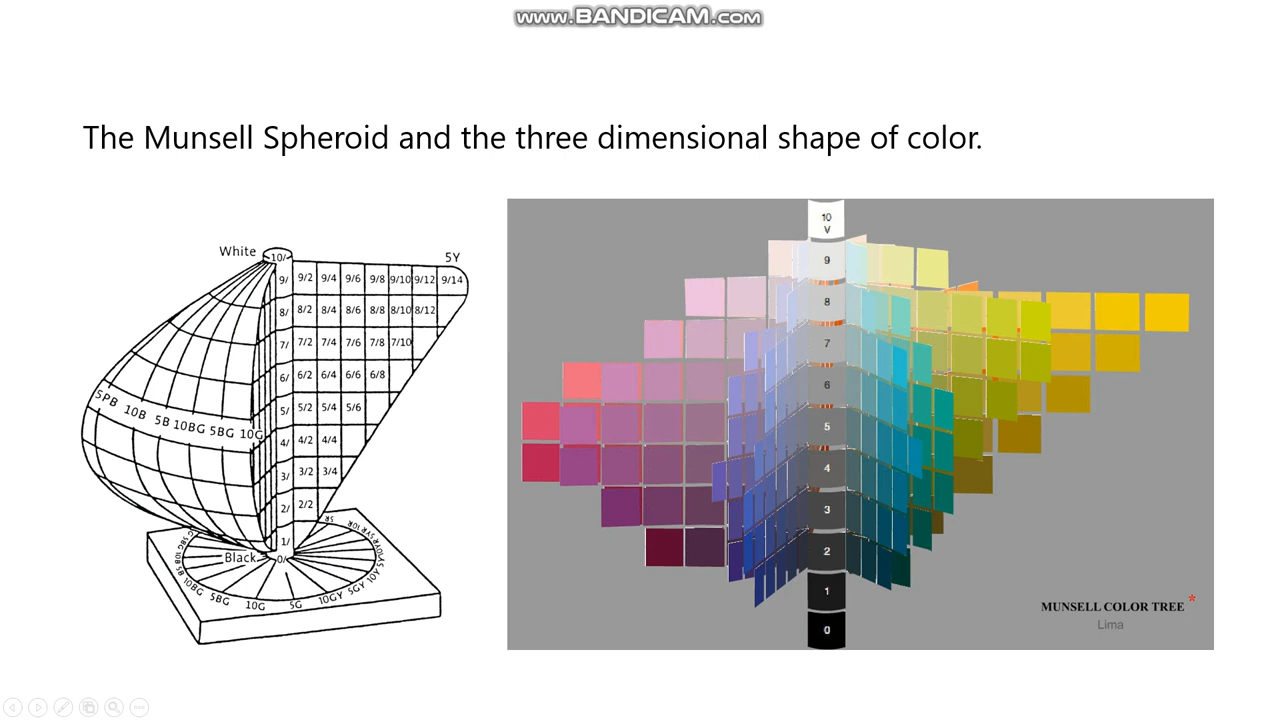 www.BANDICAM.com
The Munsell Spheroid and the three dimensional shape of color.
White
10/
5Y
9/ 9/2 9/4 9/6 9/8 9/10 9/12 9/14
8/ 8/2 8/4 8/6 8/8 8/10 8/12
7/ 7/2 7/4 7/6 7/8 7/10
6/ 6/2 6/4 6/6 6/8
5/ 5/2 5/4 5/6
5PB 10B 5B 10BG 5BG 10G
4/ 4/2 4/4
3/ 3/2 3/4
2/ 2/2
1/
Black
0/
5R 10R 5YR
5BG 10B 5B 10BG 5BG 10G 5G 10GY 5GY 10Y
10
V
9
8
7
6
5
4
3
2
1
0
MUNSELL COLOR TREE *
Lima